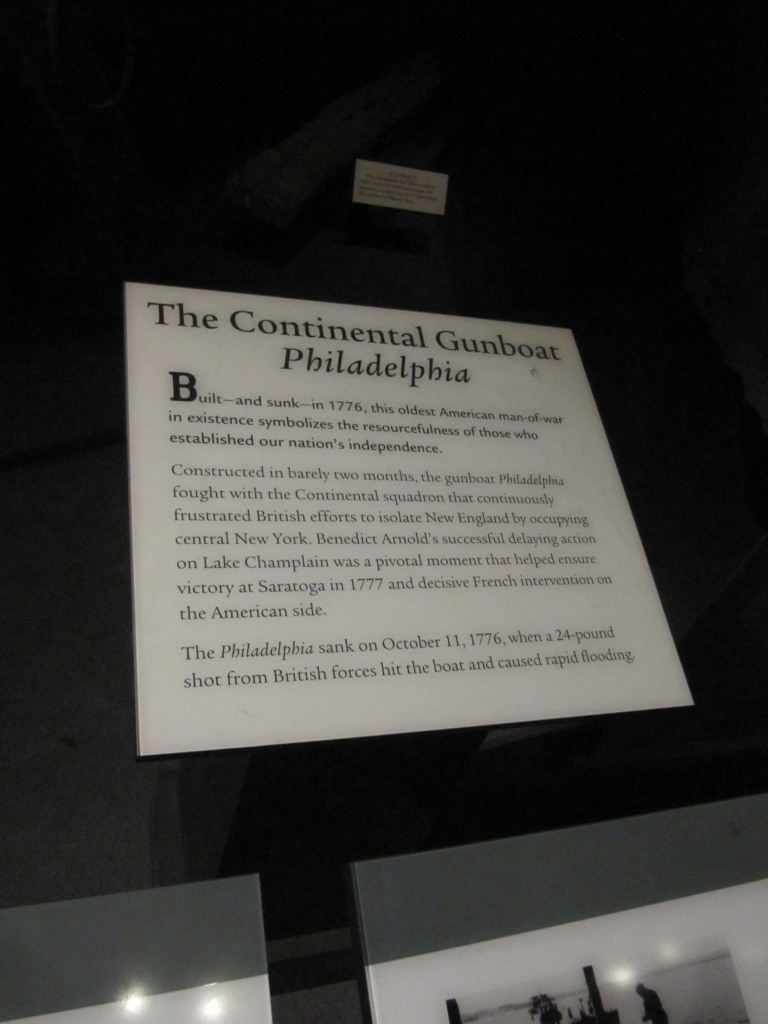 The Continental Gunboat
Philadelphia
Built—and sunk—in 1776, this oldest American man-of-war
in existence symbolizes the resourcefulness of those who
established our nation's independence.
Constructed in barely two months, the gunboat Philadelphia
fought with the Continental squadron that continuously
frustrated British efforts to isolate New England by occupying
central New York. Benedict Arnold's successful delaying action
on Lake Champlain was a pivotal moment that helped ensure
victory at Saratoga in 1777 and decisive French intervention on
the American side.
The Philadelphia sank on October 11, 1776, when a 24-pound
shot from British forces hit the boat and caused rapid flooding.